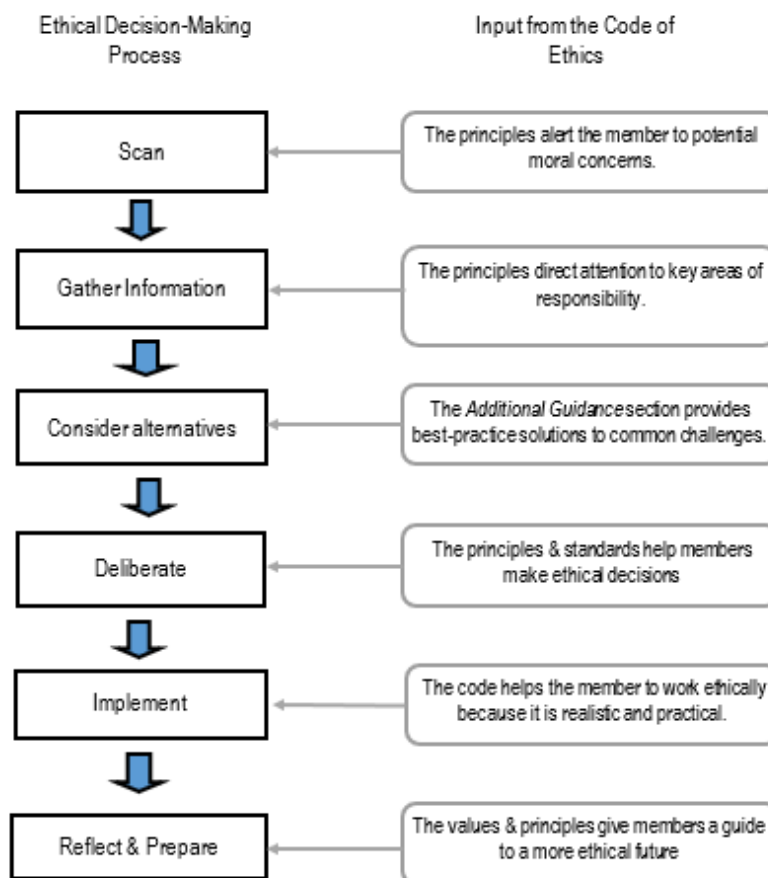 Ethical Decision-Making
Process
Input from the Code of
Ethics
Scan
The principles alert the member to potential
moral concerns.
Gather Information
The principles direct attention to key areas of
responsibility.
Consider alternatives
The Additional Guidance section provides
best-practice solutions to common challenges.
Deliberate
The principles & standards help members
make ethical decisions
Implement
The code helps the member to work ethically
because it is realistic and practical.
Reflect & Prepare
The values & principles give members a guide
to a more ethical future